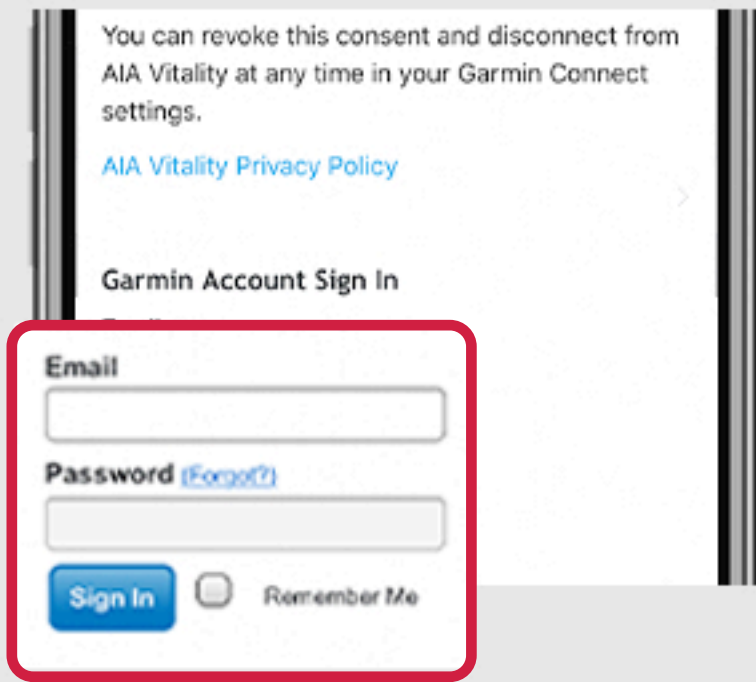 You can revoke this consent and disconnect from
AIA Vitality at any time in your Garmin Connect
settings.
AIA Vitality Privacy Policy
Garmin Account Sign In
Email
Password (Forgot?)
Sign In Remember Me